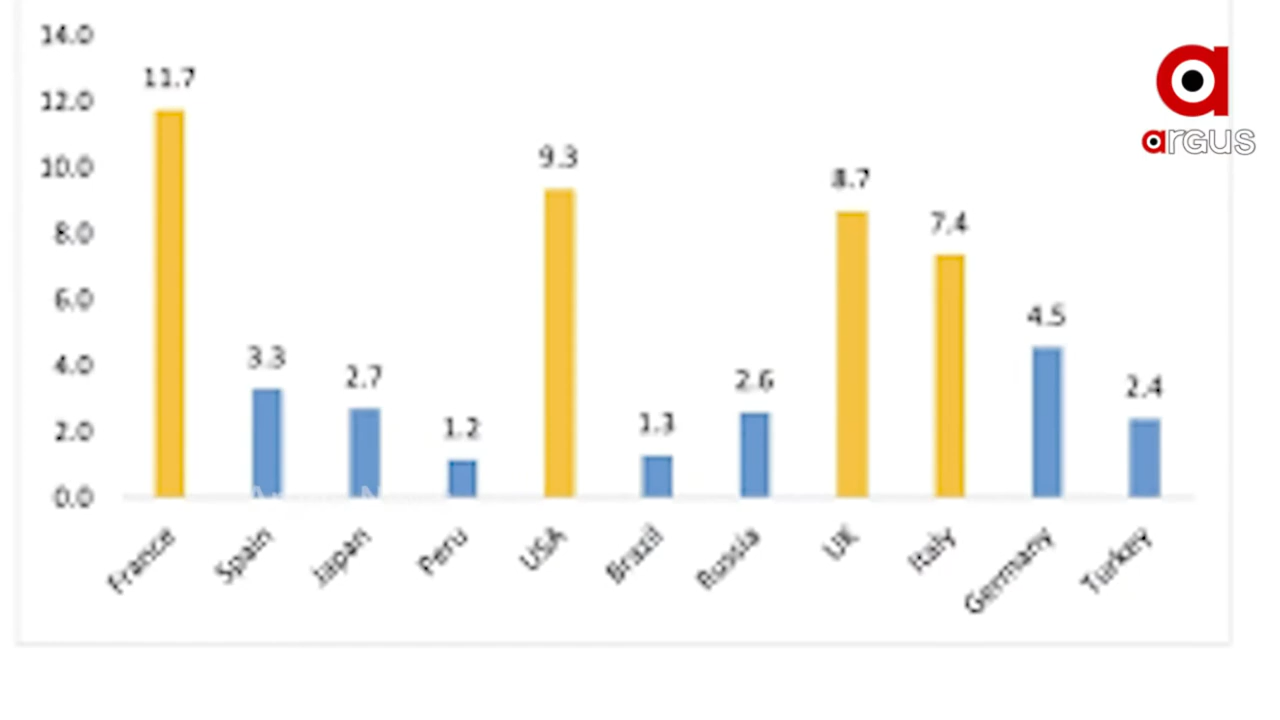 14.0
12.0
10.0
8.0
6.0
4.0
2.0
0.0
11.7
3.3
2.7
1.2
9.3
1.3
2.6
8.7
7.4
4.5
2.4
France
Spain
Japan
Peru
USA
Brazil
Russia
UK
Italy
Germany
Turkey
argus